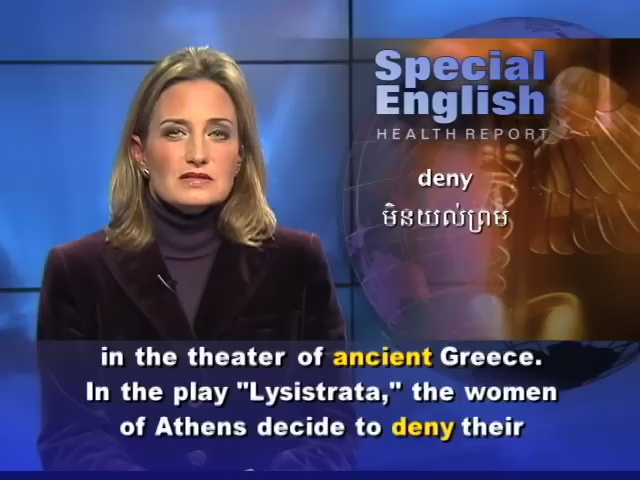 Special
English
HEALTH REPORT
deny
មិនយល់ព្រម
in the theater of ancient Greece.
In the play "Lysistrata," the women
of Athens decide to deny their